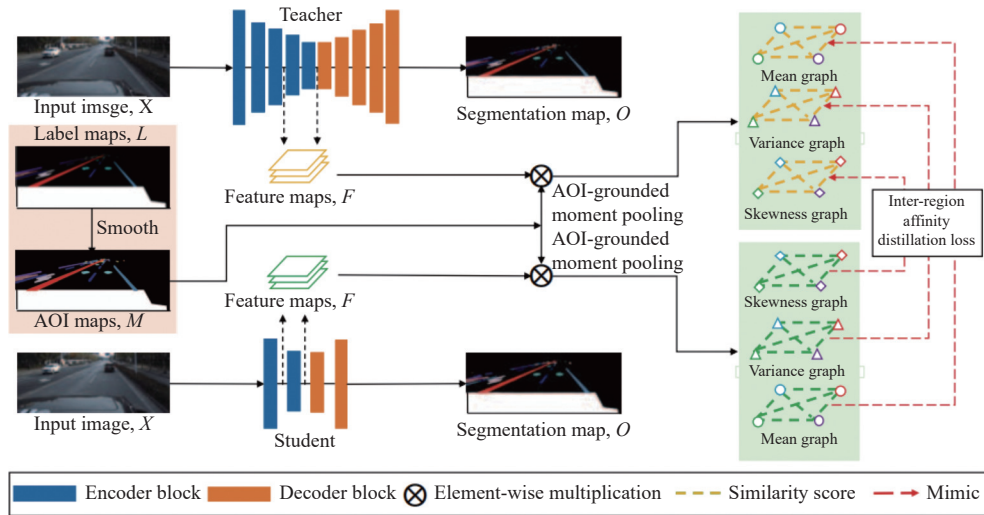 Teacher
Input imsge, X
Segmentation map, O
Label maps, L
Smooth
AOI maps, M
Feature maps, F
AOI-grounded
moment pooling
AOI-grounded
moment pooling
Feature maps, F
Input image, X
Student
Segmentation map, O
Mean graph
Variance graph
Skewness graph
Inter-region
affinity
distillation loss
Skewness graph
Variance graph
Mean graph
Encoder block
Decoder block
Element-wise multiplication
Similarity score
Mimic